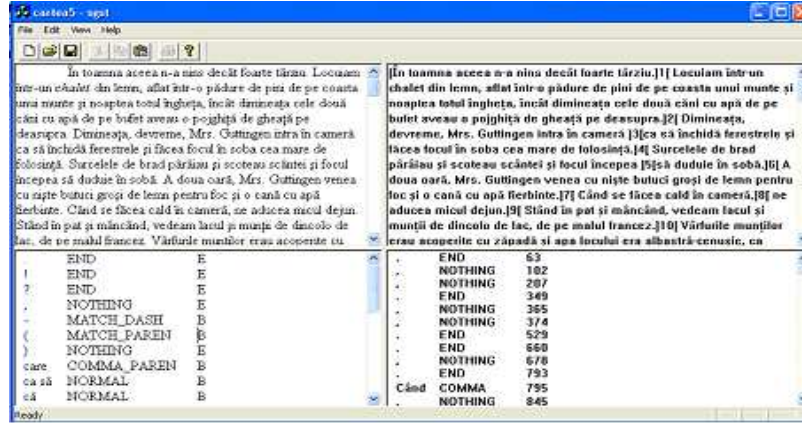 cartea5 - sgst
File Edit View Help
În toamna aceea n-a nins decât foarte târziu. Locuiam
într-un chalet din lemn, aflat într-o pădure de pini de pe coasta
unui munte și noaptea totul îngheța, încât dimineața cele două
căni cu apă de pe bufet aveau o pojghiță de gheață pe
deasupra. Dimineața, devreme, Mrs. Guttingen intra în cameră
ca să închidă ferestrele și făcea focul în soba cea mare de
folosință. Surcelele de brad pârâiau și scoteau scântei și focul
începea să duduie în sobă. A doua oară, Mrs. Guttingen venea
cu niște butuci groși de lemn pentru foc și o cană cu apă
fierbinte. Când se făcea cald în cameră, ne aducea micul dejun.
Stând în pat și mâncând, vedeam lacul și munții de dincolo de
lac, de pe malul francez. Vârfurile munților erau acoperite cu
[În toamna aceea n-a nins decât foarte târziu.]1[ Locuiam într-un
chalet din lemn, aflat într-o pădure de pini de pe coasta unui munte și
noaptea totul îngheța, încât dimineața cele două căni cu apă de pe
bufet aveau o pojghiță de gheață pe deasupra.]2[ Dimineața,
devreme, Mrs. Guttingen intra în cameră ]3[ca să închidă ferestrele și
făcea focul în soba cea mare de folosință.]4[ Surcelele de brad
pârâiau și scoteau scântei și focul începea ]5[să duduie în sobă.]6[ A
doua oară, Mrs. Guttingen venea cu niște butuci groși de lemn pentru
foc și o cană cu apă fierbinte.]7[ Când se făcea cald în cameră,]8[ ne
aducea micul dejun.]9[ Stând în pat și mâncând, vedeam lacul și
munții de dincolo de lac, de pe malul francez.]10[ Vârfurile munților
erau acoperite cu zăpadă și apa locului era albastră-cenușie, ca
. END E
! END E
? END E
, NOTHING E
- MATCH_DASH B
( MATCH_PAREN B
) NOTHING E
care COMMA_PAREN B
ca să NORMAL B
că NORMAL B
. END 63
, NOTHING 102
, NOTHING 207
. END 349
, NOTHING 365
, NOTHING 374
. END 529
. END 660
, NOTHING 678
. END 793
Când COMMA 795
, NOTHING 845
Ready